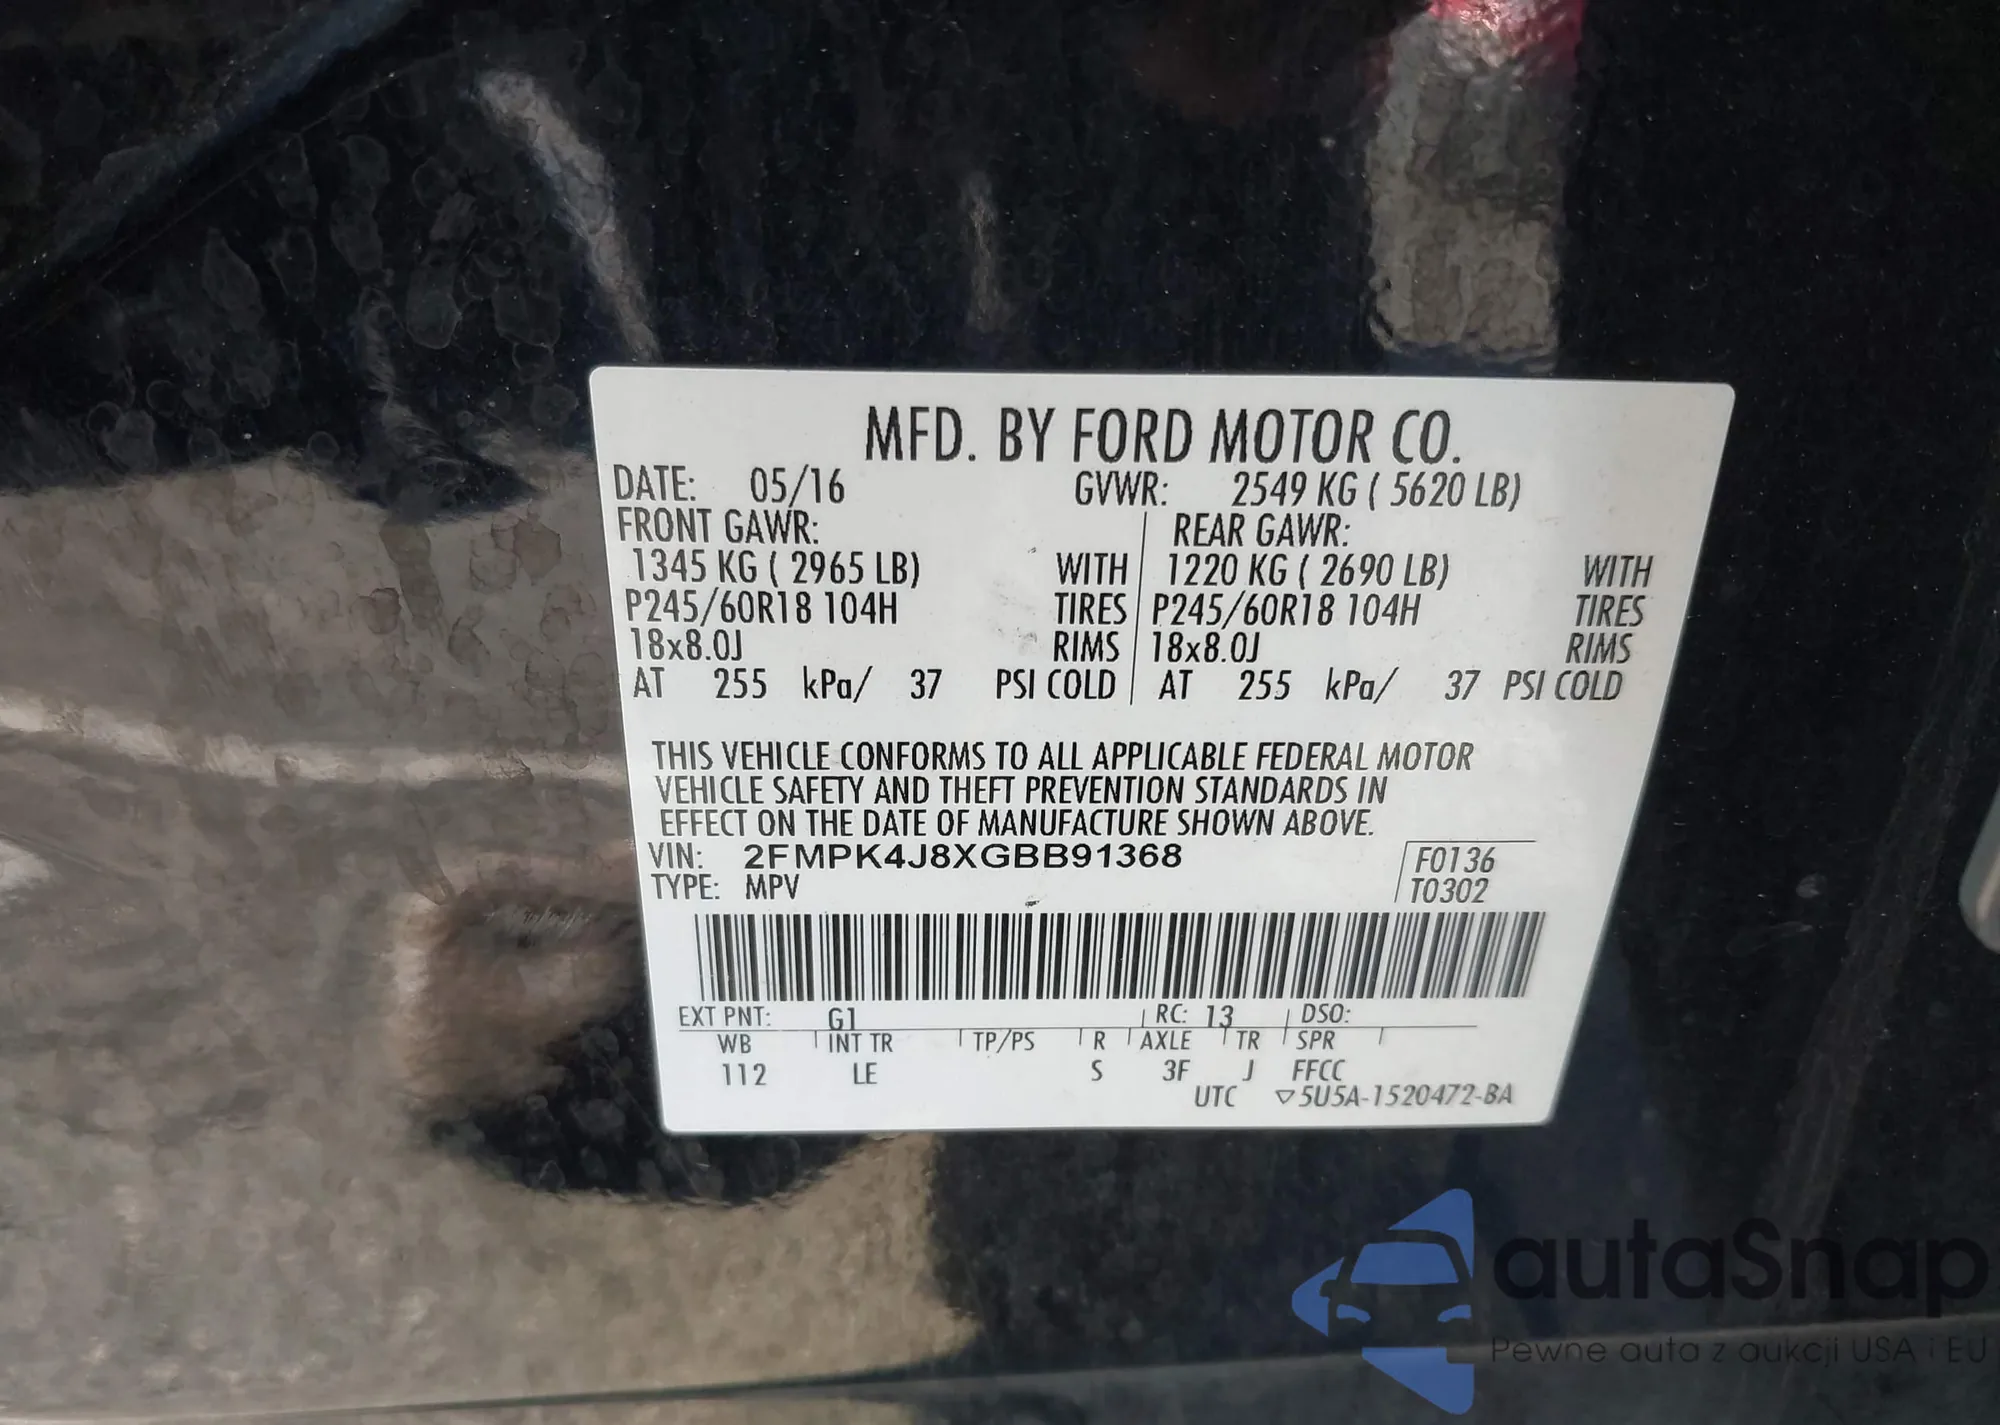 MFD. BY FORD MOTOR CO.
DATE: 05/16 GVWR: 2549 KG ( 5620 LB)
FRONT GAWR: REAR GAWR:
1345 KG ( 2965 LB) WITH 1220 KG ( 2690 LB) WITH
P245/60R18 104H TIRES P245/60R18 104H TIRES
18x8.0J RIMS 18x8.0J RIMS
AT 255 kPa/ 37 PSI COLD AT 255 kPa/ 37 PSI COLD
THIS VEHICLE CONFORMS TO ALL APPLICABLE FEDERAL MOTOR
VEHICLE SAFETY AND THEFT PREVENTION STANDARDS IN
EFFECT ON THE DATE OF MANUFACTURE SHOWN ABOVE.
VIN: 2FMPK4J8XGBB91368 F0136
TYPE: MPV T0302
EXT PNT: G1 RC: 13 DSO:
WB INT TR TP/PS R AXLE TR SPR
112 LE S 3F J FFCC
UTC ▽5U5A-1520472-BA
autaSnap
Pewne auta z aukcji USA i EU